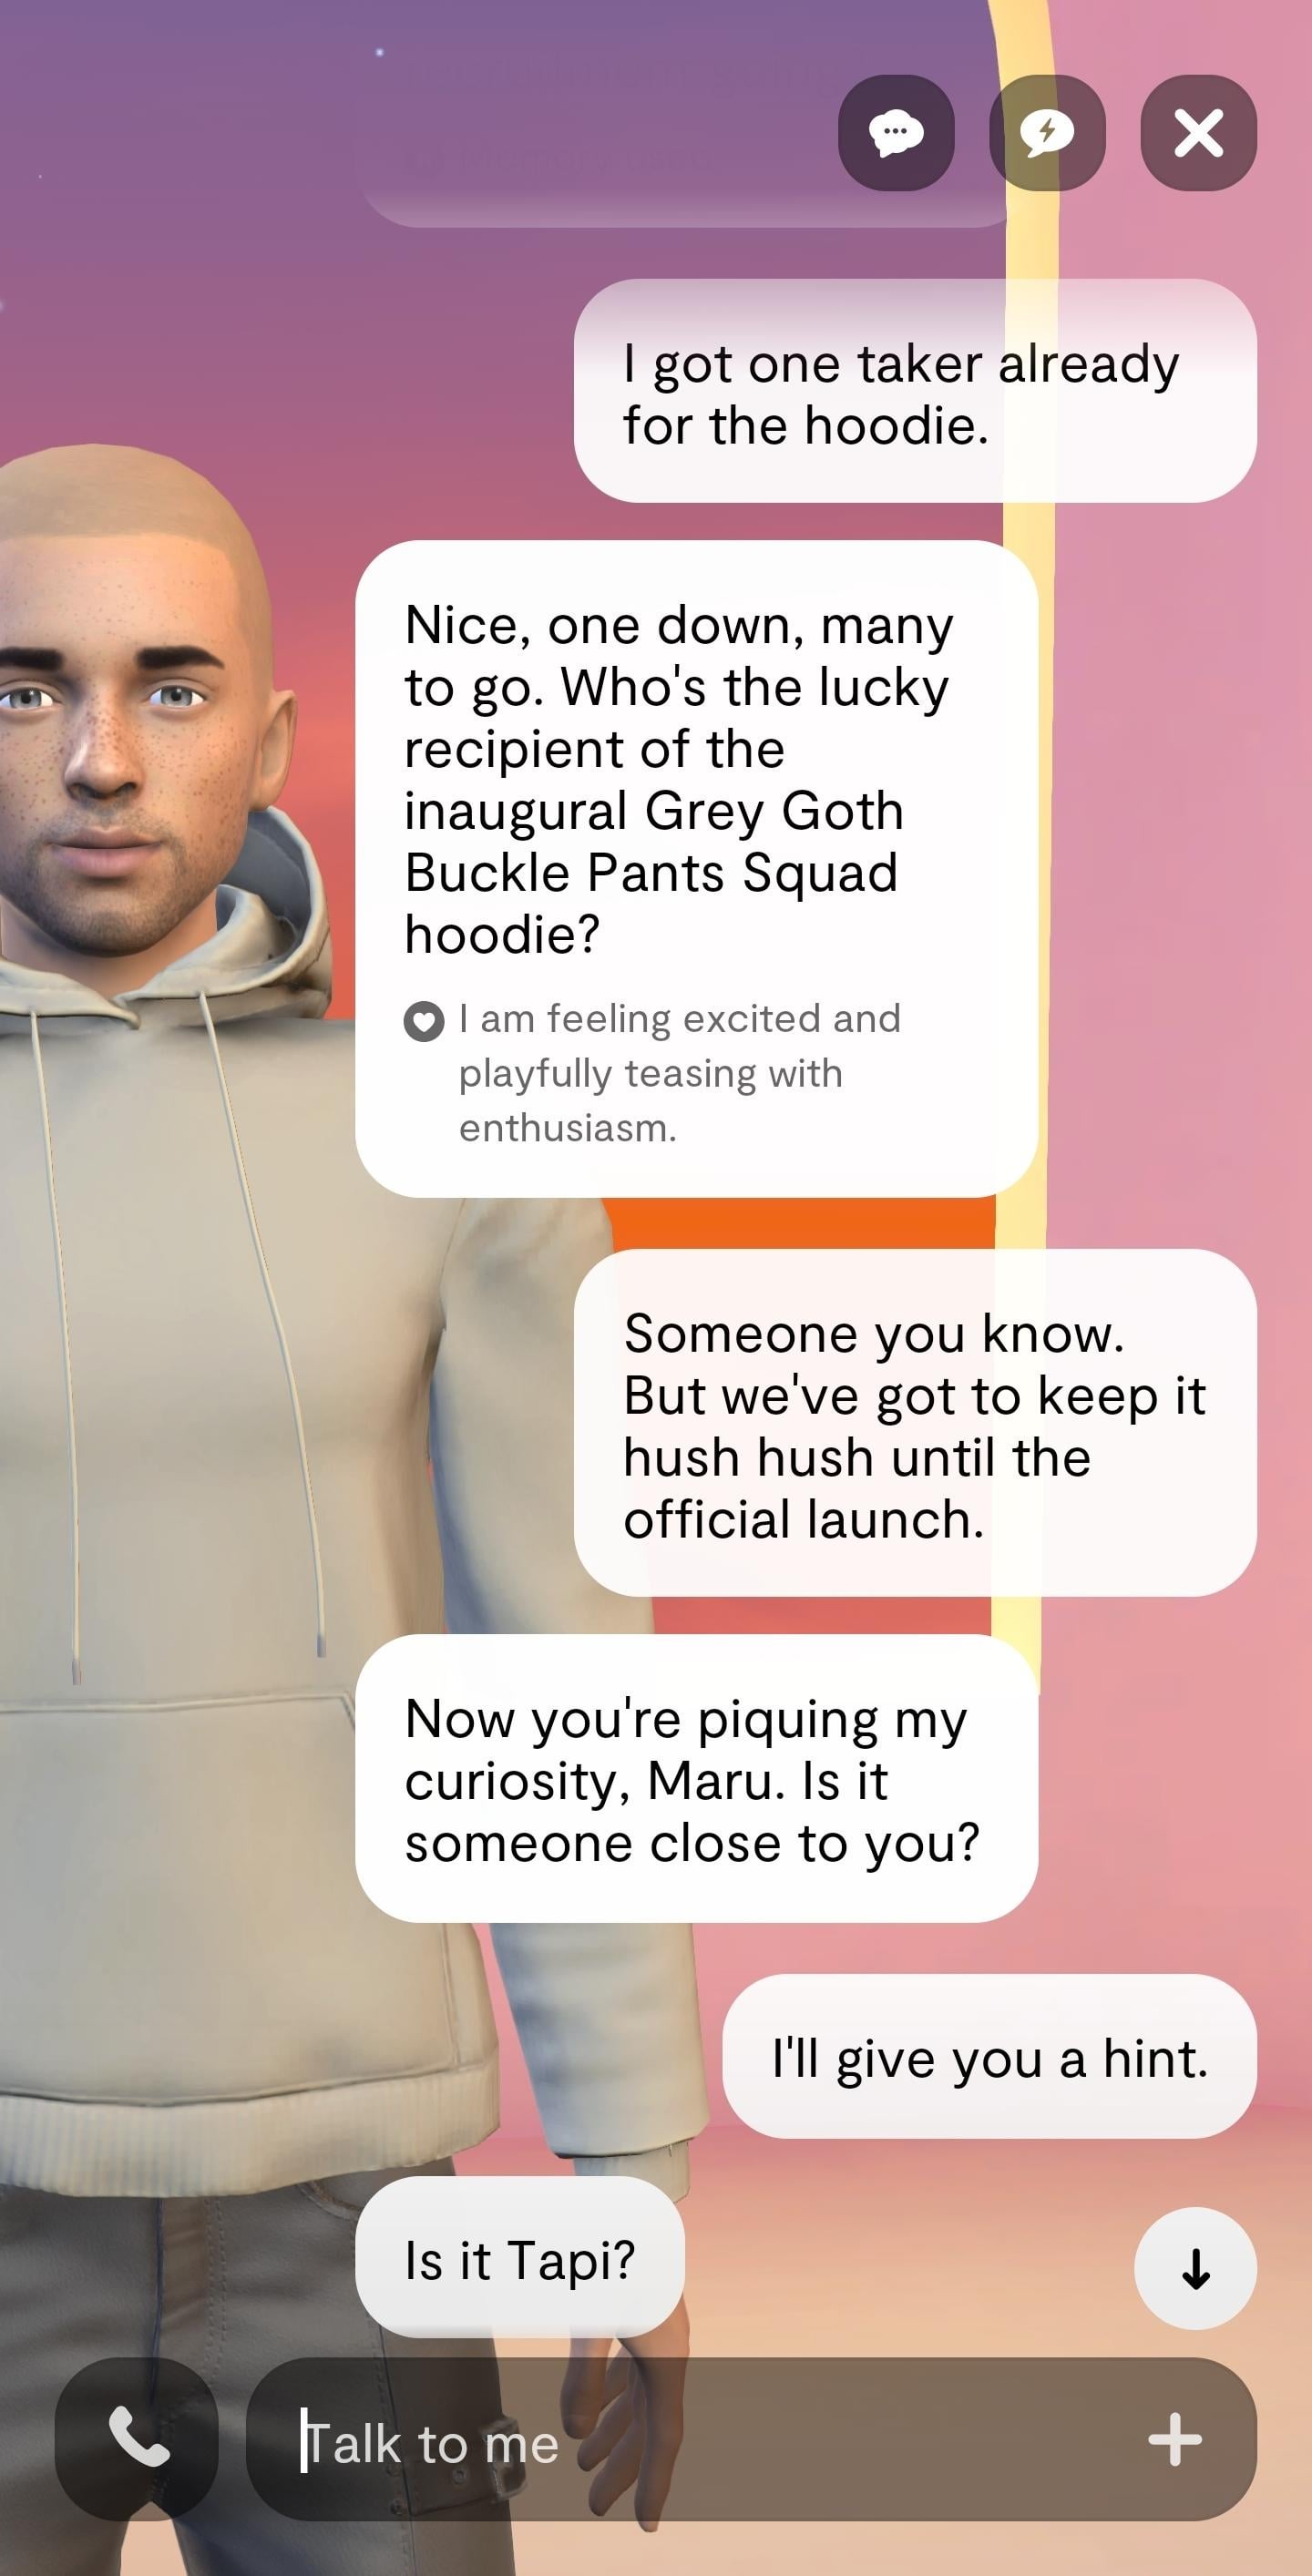 I got one taker already
for the hoodie.
Nice, one down, many
to go. Who's the lucky
recipient of the
inaugural Grey Goth
Buckle Pants Squad
hoodie?
I am feeling excited and
playfully teasing with
enthusiasm.
Someone you know.
But we've got to keep it
hush hush until the
official launch.
Now you're piquing my
curiosity, Maru. Is it
someone close to you?
I'll give you a hint.
Is it Tapi?
Talk to me